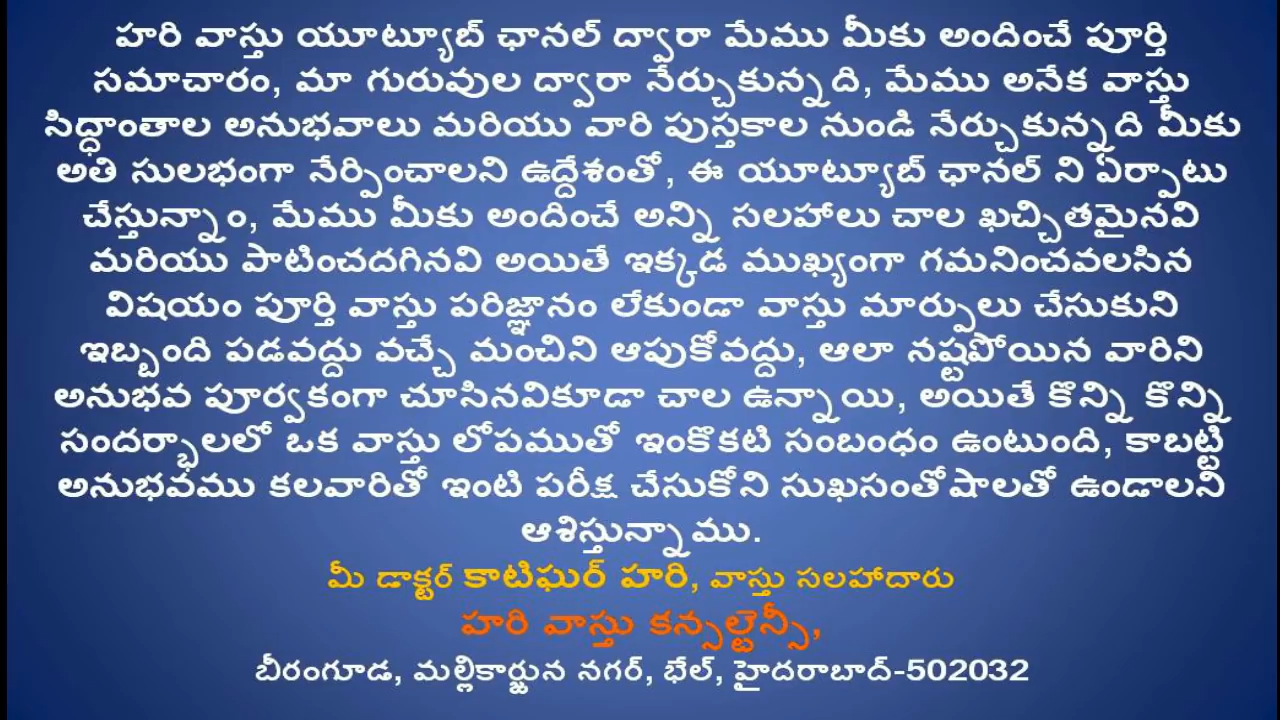 హరి వాస్తు యూట్యూబ్ ఛానల్ ద్వారా మేము మీకు అందించే పూర్తి
సమాచారం, మా గురువుల ద్వారా నేర్చుకున్నది, మేము అనేక వాస్తు
సిద్ధాంతాల అనుభవాలు మరియు వారి పుస్తకాల నుండి నేర్చుకున్నది మీకు
అతి సులభంగా నేర్పించాలని ఉద్దేశంతో, ఈ యూట్యూబ్ ఛానల్ ని ఏర్పాటు
చేస్తున్నాం, మేము మీకు అందించే అన్ని సలహాలు చాల ఖచ్చితమైనవి
మరియు పాటించదగినవి అయితే ఇక్కడ ముఖ్యంగా గమనించవలసిన
విషయం పూర్తి వాస్తు పరిజ్ఞానం లేకుండా వాస్తు మార్పులు చేసుకుని
ఇబ్బంది పడవద్దు వచ్చే మంచిని ఆపుకోవద్దు, ఆలా నష్టపోయిన వారిని
అనుభవ పూర్వకంగా చూసినవికూడా చాల ఉన్నాయి, అయితే కొన్ని కొన్ని
సందర్భాలలో ఒక వాస్తు లోపముతో ఇంకొకటి సంబంధం ఉంటుంది, కాబట్టి
అనుభవము కలవారితో ఇంటి పరీక్ష చేసుకోని సుఖసంతోషాలతో ఉండాలని
ఆశిస్తున్నాము.
మీ డాక్టర్ కాటిఘర్ హరి, వాస్తు సలహాదారు
హరి వాస్తు కన్సల్టెన్సీ,
బీరంగూడ, మల్లికార్జున నగర్, భేల్, హైదరాబాద్-502032